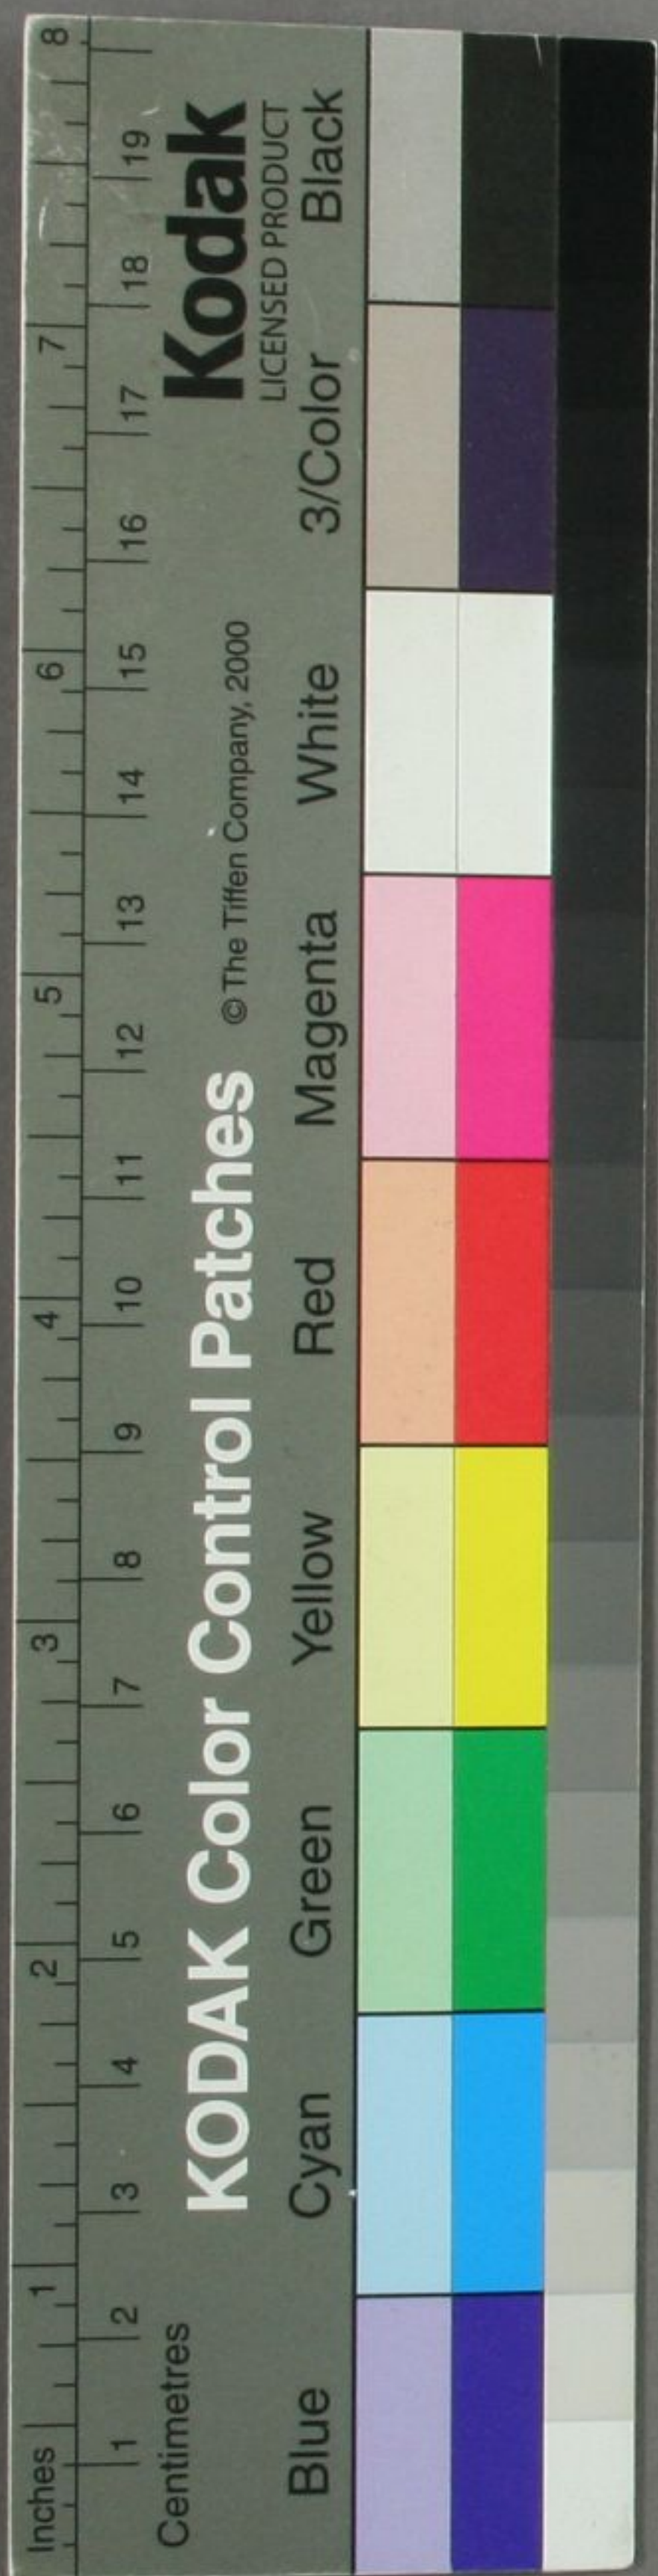 Inches 1 2 3 4 5 6 7 8
1 2 3 4 5 6 7 8 9 10 11 12 13 14 15 16 17 18 19
Centimetres
KODAK Color Control Patches © The Tiffen Company, 2000 Kodak
LICENSED PRODUCT
Blue Cyan Green Yellow Red Magenta White 3/Color Black